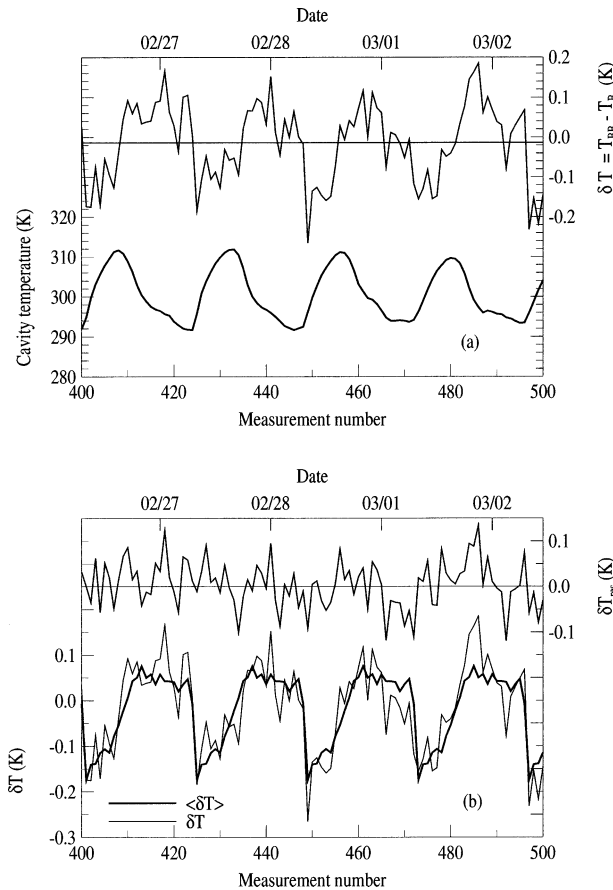 Date
02/27 02/28 03/01 03/02
0.2
0.1
0.0
-0.1
-0.2
δ T = T_BB - T_R (K)
320
310
300
290
280
Cavity temperature (K)
(a)
400 420 440 460 480 500
Measurement number
Date
02/27 02/28 03/01 03/02
0.1
0.0
-0.1
(K)
0.1
0.0
-0.1
-0.2
-0.3
δT (K)
<δT>
δT
(b)
400 420 440 460 480 500
Measurement number